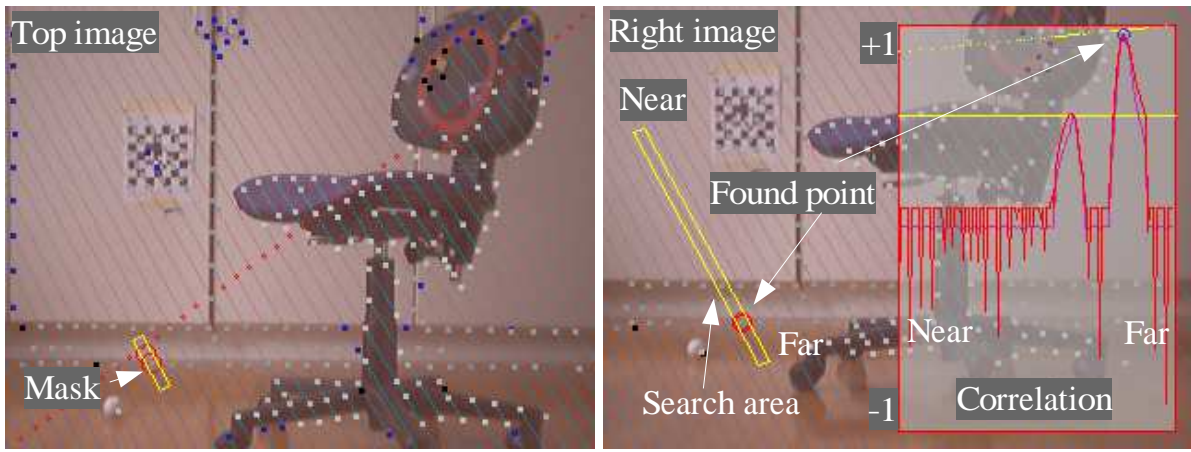 Top image
Mask
Right image
+1
Near
Found point
Near
Far
Far
Search area
-1
Correlation